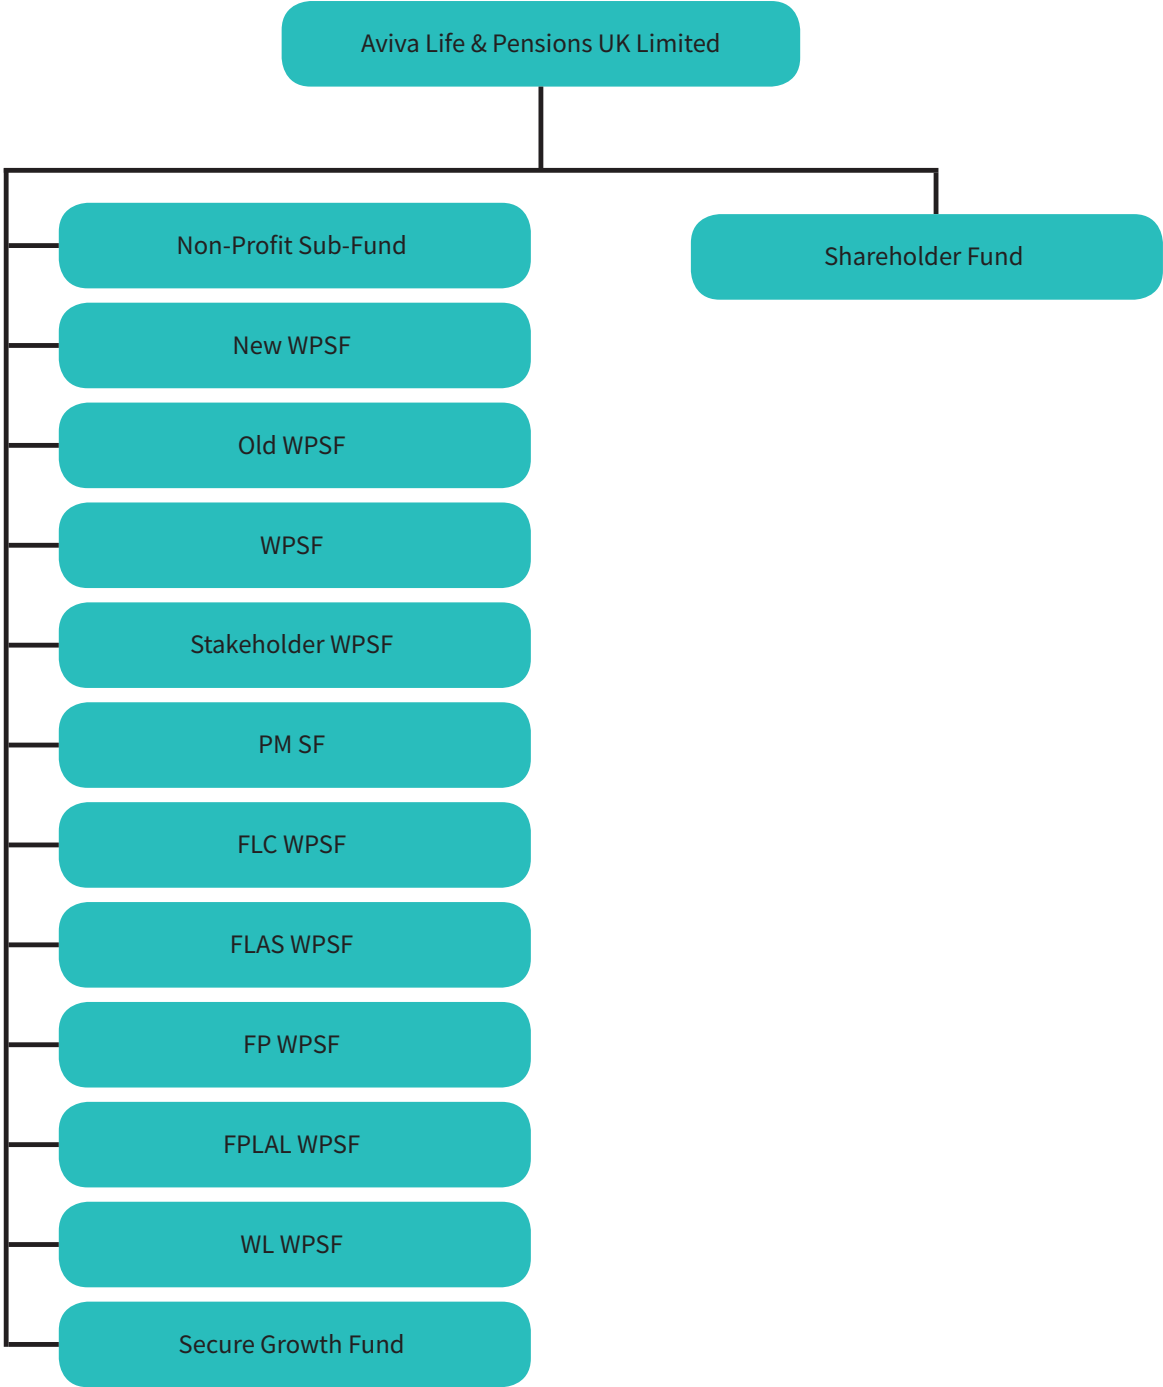 Aviva Life & Pensions UK Limited
Non-Profit Sub-Fund
Shareholder Fund
New WPSF
Old WPSF
WPSF
Stakeholder WPSF
PM SF
FLC WPSF
FLAS WPSF
FP WPSF
FPLAL WPSF
WL WPSF
Secure Growth Fund